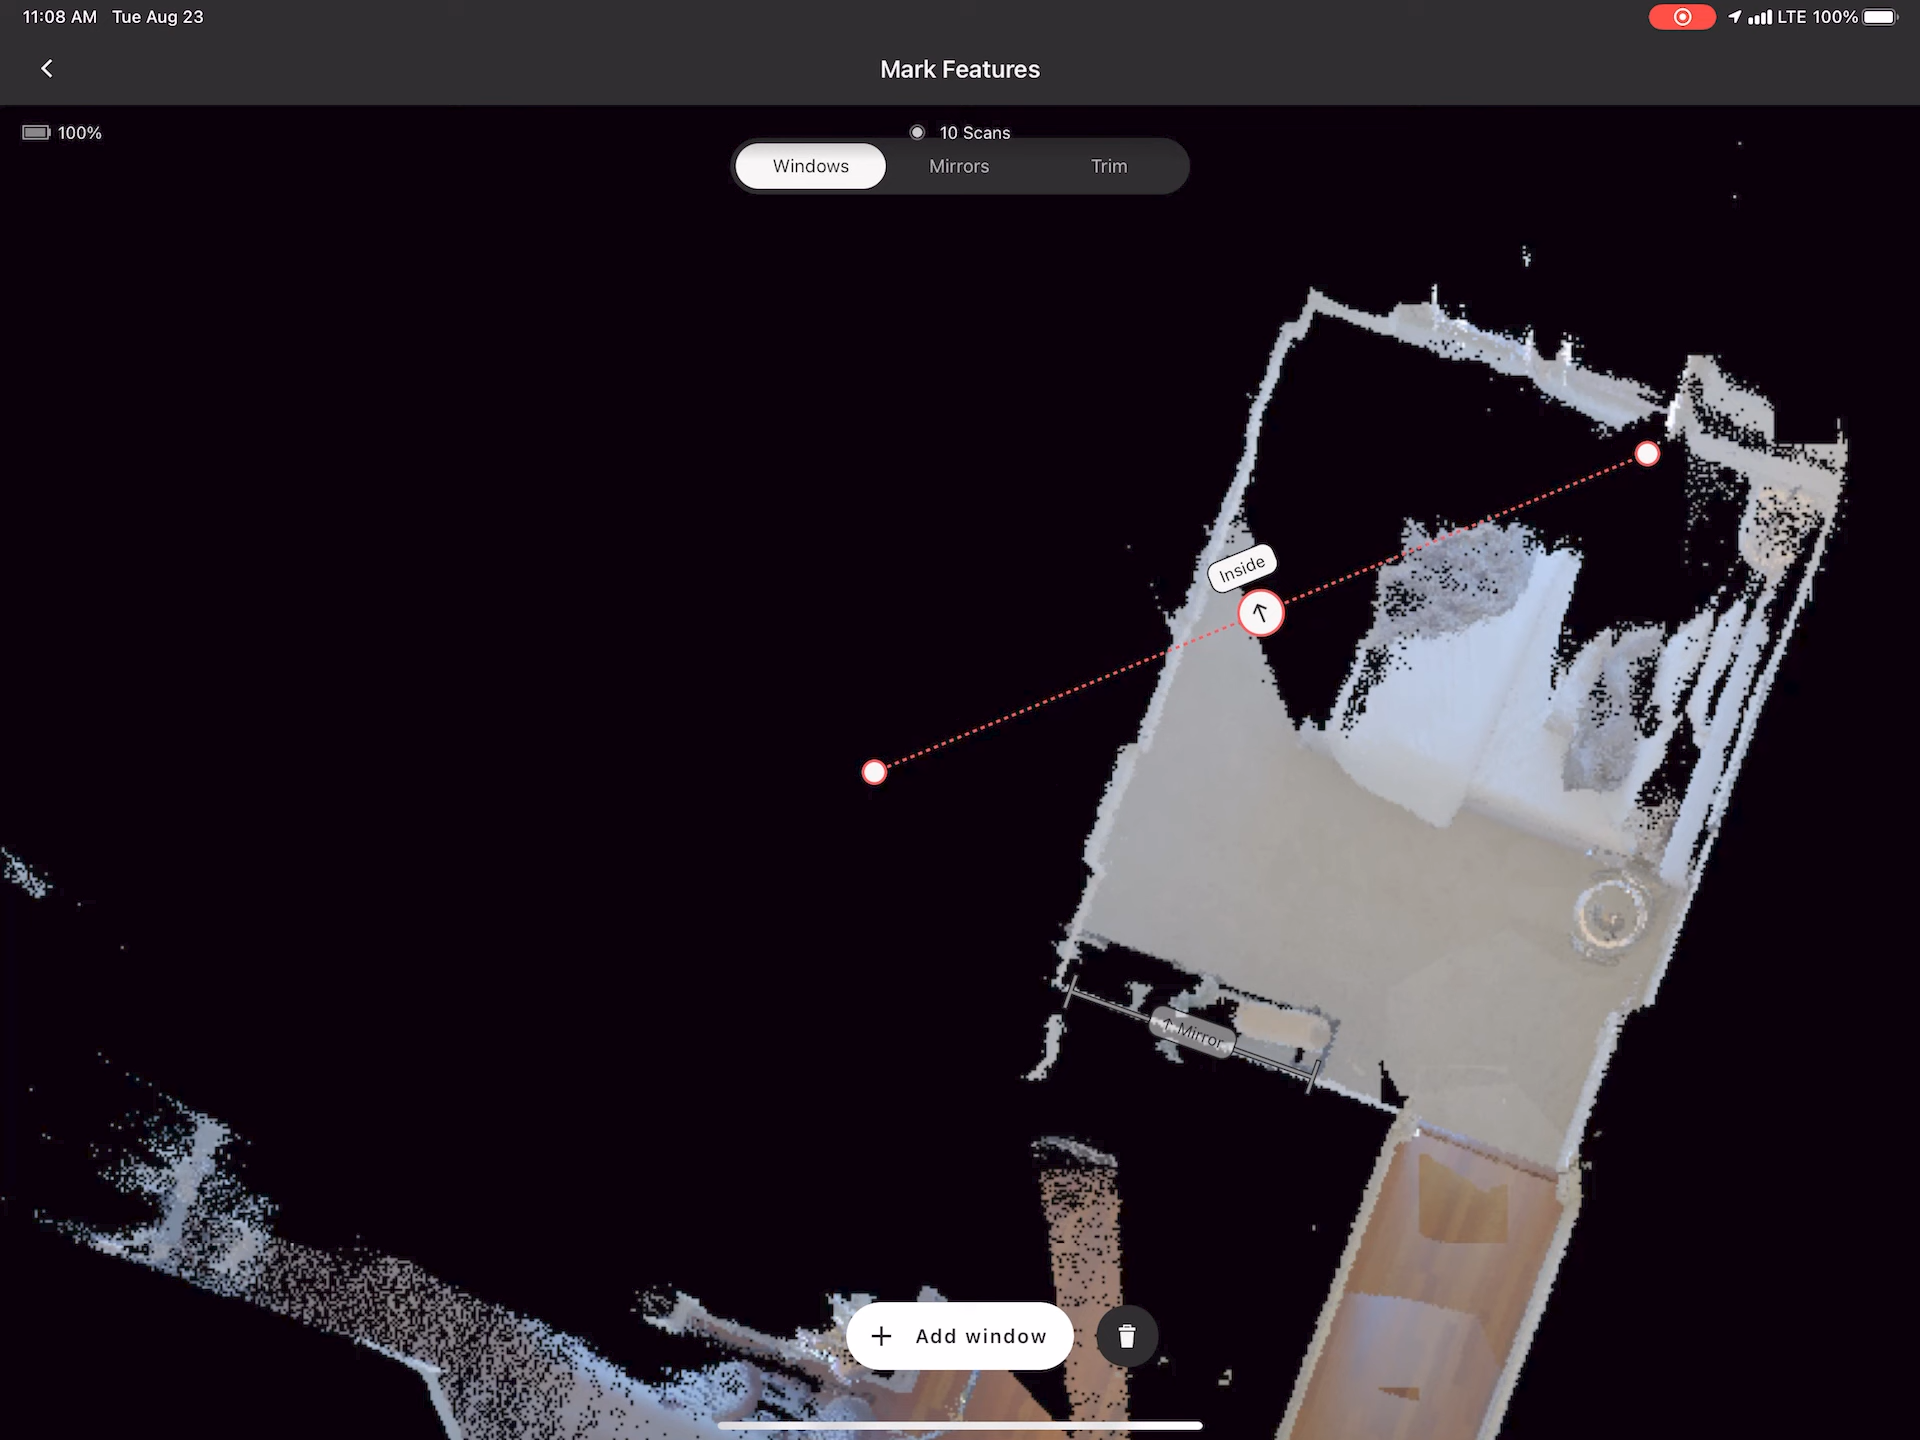 11:08 AM Tue Aug 23
LTE 100%
Mark Features
100%
10 Scans
Windows Mirrors Trim
Inside
↑ Mirror
+ Add window